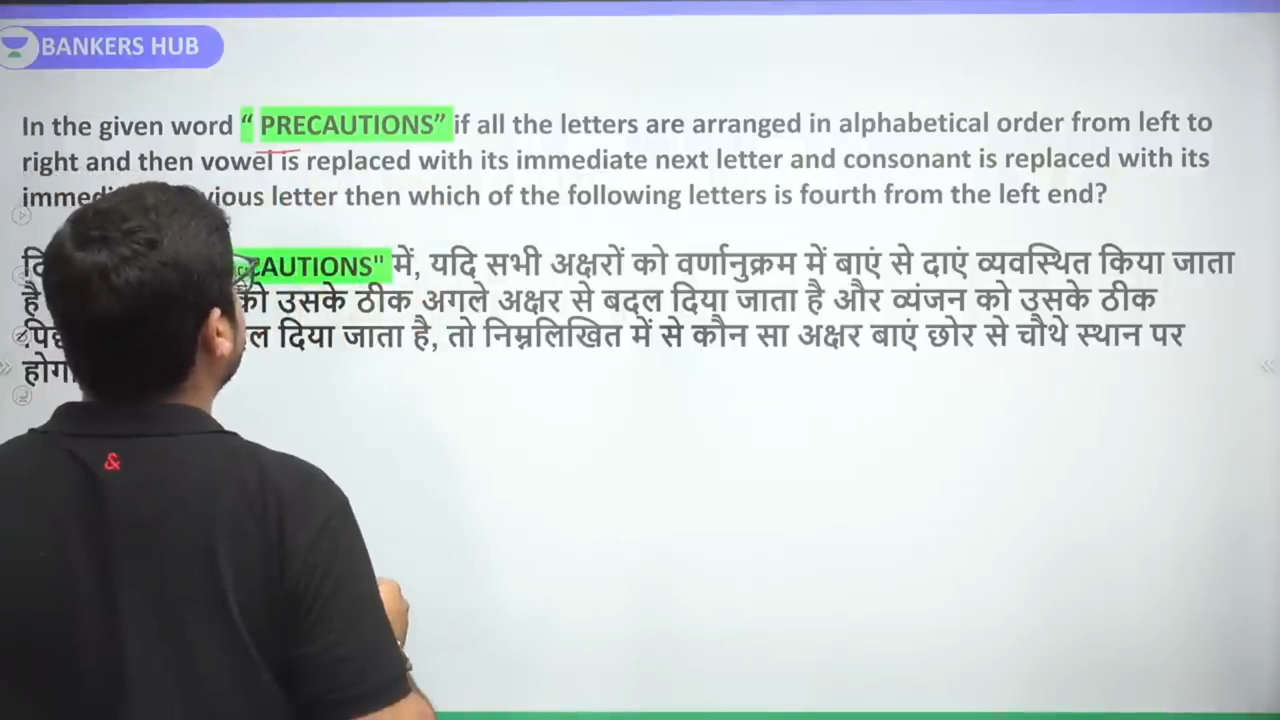 BANKERS HUB
In the given word “ PRECAUTIONS” if all the letters are arranged in alphabetical order from left to
right and then vowel is replaced with its immediate next letter and consonant is replaced with its
letter then which of the following letters is fourth from the left end?
में, यदि सभी अक्षरों को वर्णानुक्रम में बाएं से दाएं व्यवस्थित किया जाता
को उसके ठीक अगले अक्षर से बदल दिया जाता है और व्यंजन को उसके ठीक
दिया जाता है, तो निम्नलिखित में से कौन सा अक्षर बाएं छोर से चौथे स्थान पर
&